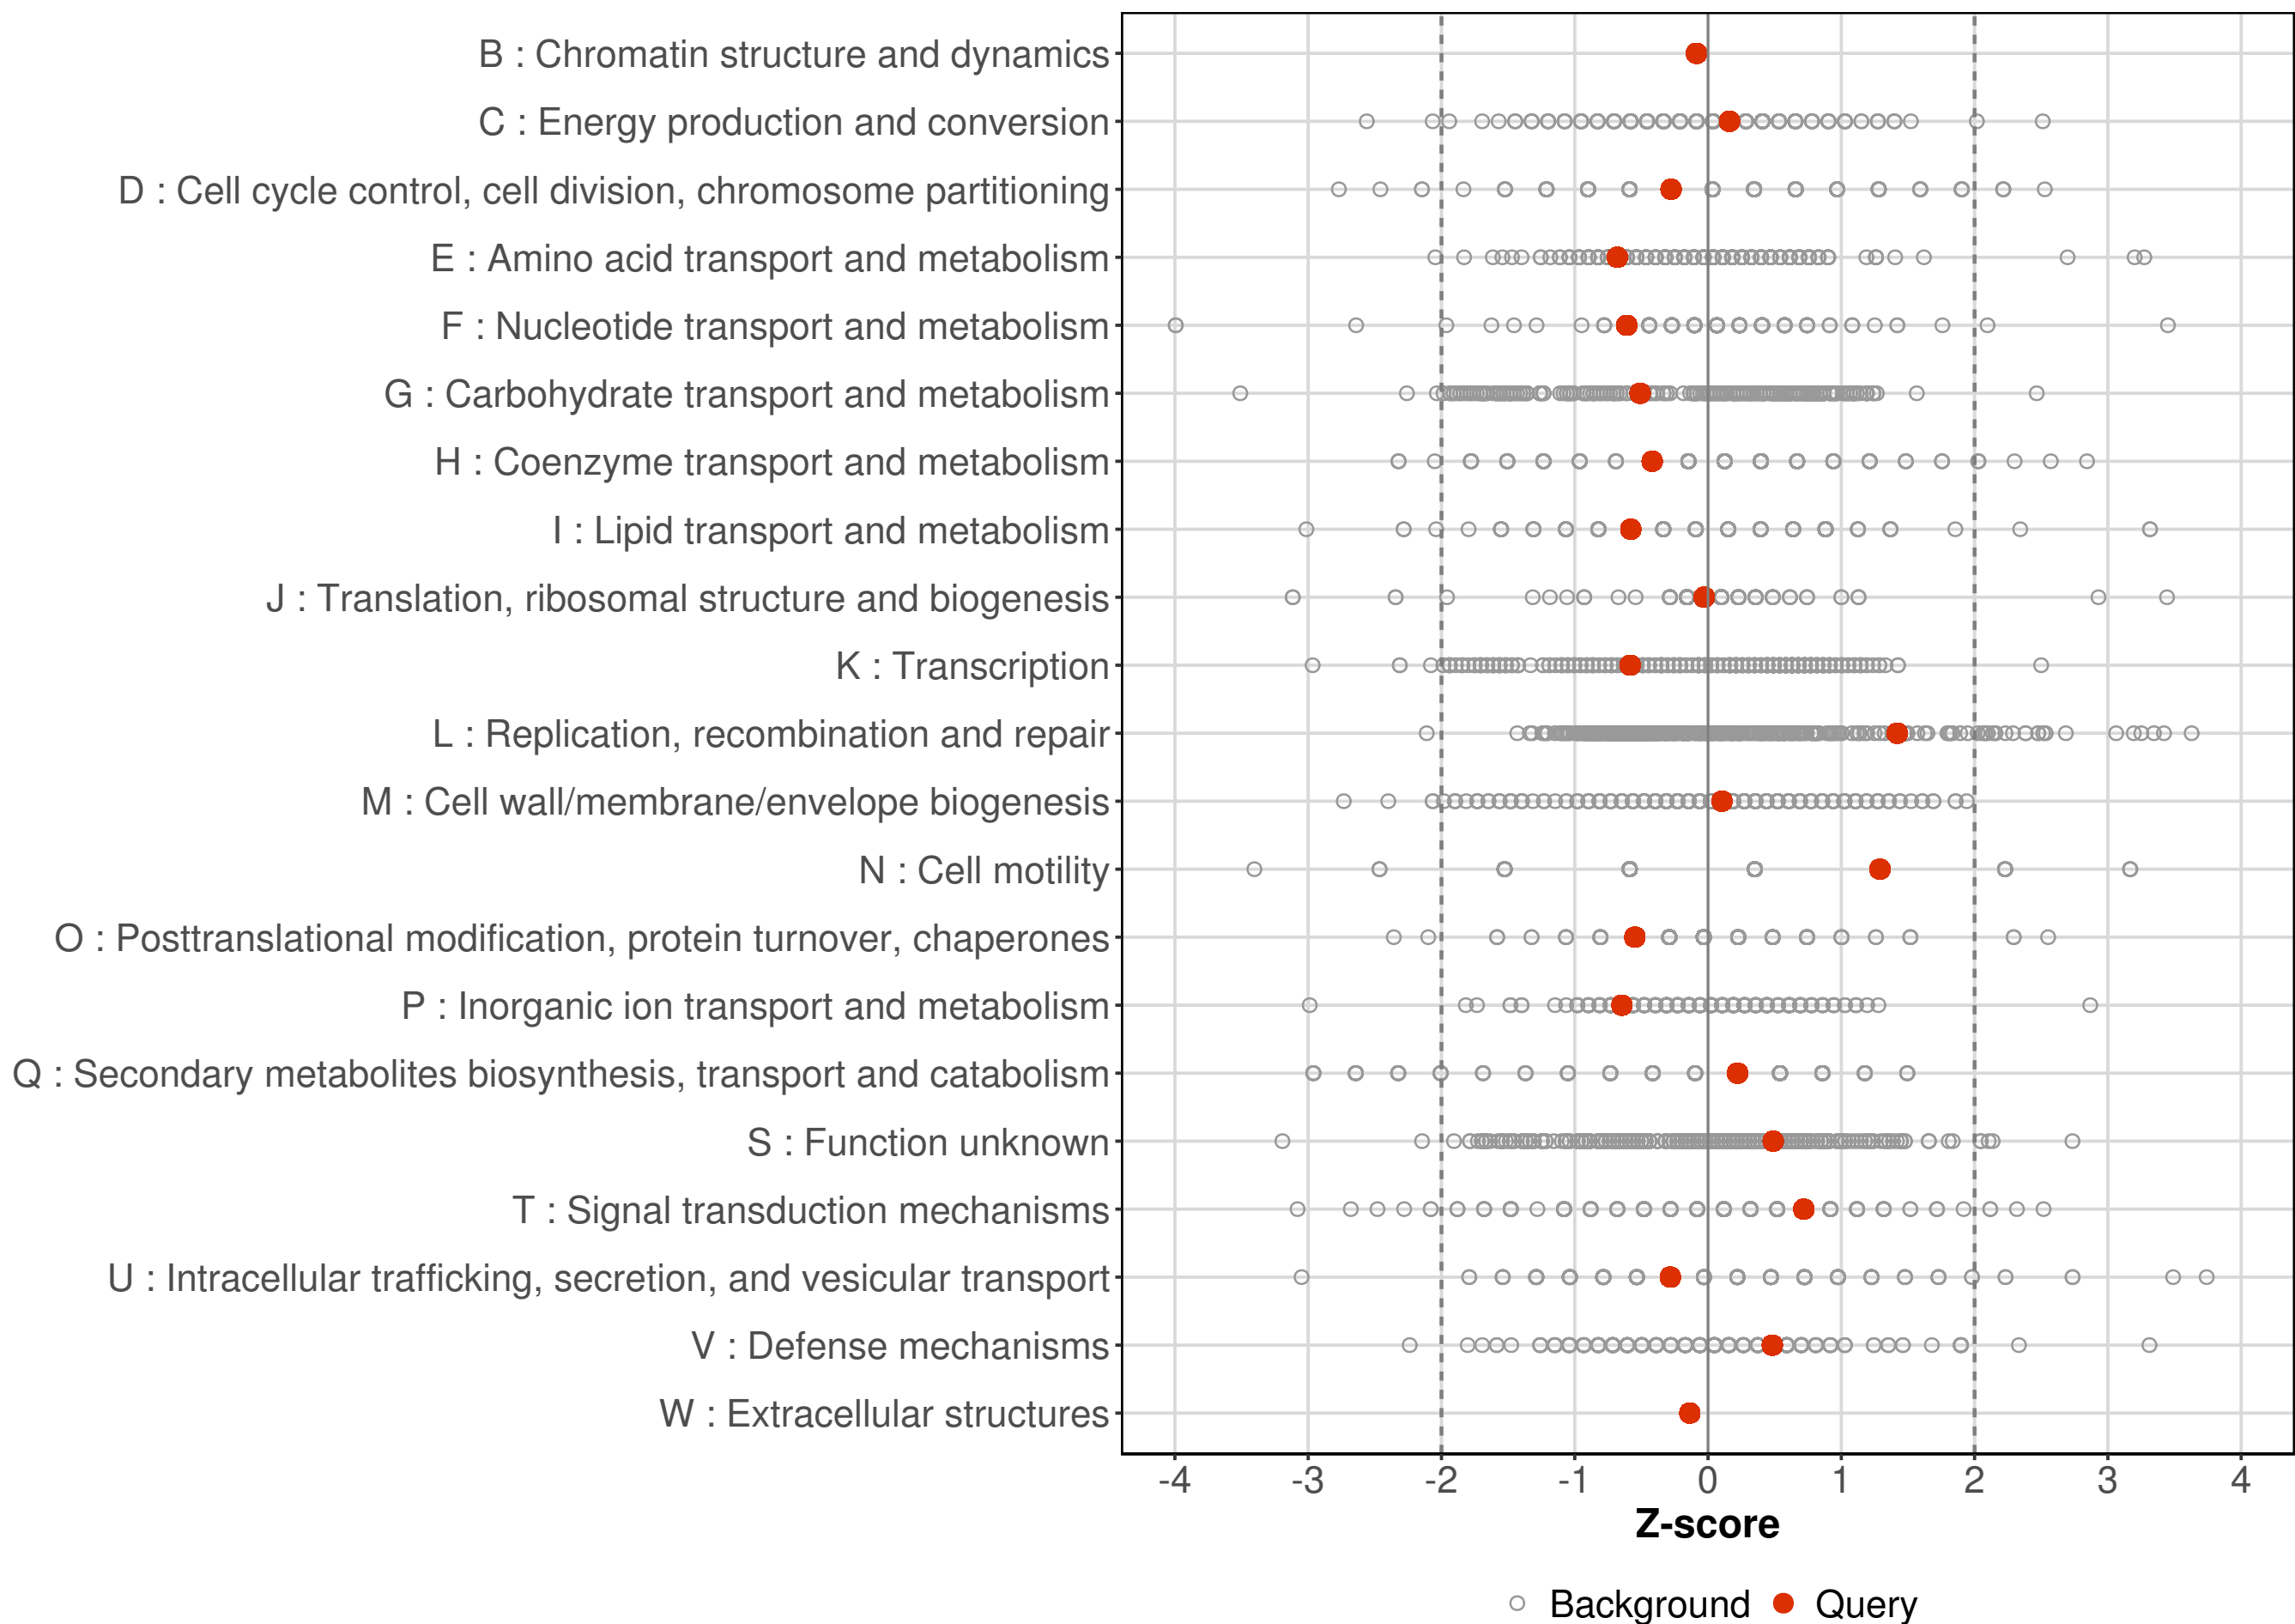 B : Chromatin structure and dynamics
C : Energy production and conversion
D : Cell cycle control, cell division, chromosome partitioning
E : Amino acid transport and metabolism
F : Nucleotide transport and metabolism
G : Carbohydrate transport and metabolism
H : Coenzyme transport and metabolism
I : Lipid transport and metabolism
J : Translation, ribosomal structure and biogenesis
K : Transcription
L : Replication, recombination and repair
M : Cell wall/membrane/envelope biogenesis
N : Cell motility
O : Posttranslational modification, protein turnover, chaperones
P : Inorganic ion transport and metabolism
Q : Secondary metabolites biosynthesis, transport and catabolism
S : Function unknown
T : Signal transduction mechanisms
U : Intracellular trafficking, secretion, and vesicular transport
V : Defense mechanisms
W : Extracellular structures
-4 -3 -2 -1 0 1 2 3 4
Z-score
Background Query